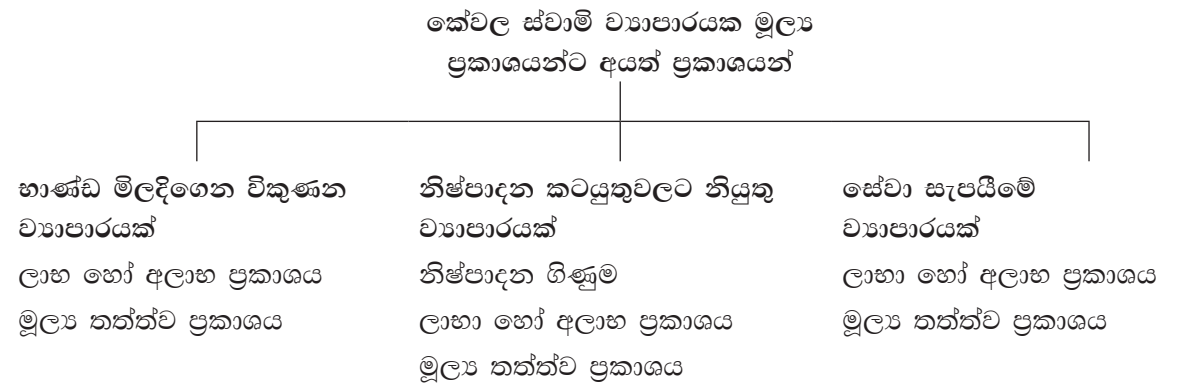 කේවල ස්වාමි ව්‍යාපාරයක මූල්‍ය
ප්‍රකාශයන්ට අයත් ප්‍රකාශයන්
භාණ්ඩ මිලදීගෙන විකුණන
ව්‍යාපාරයක්
ලාභ හෝ අලාභ ප්‍රකාශය
මූල්‍ය තත්ත්ව ප්‍රකාශය
නිෂ්පාදන කටයුතුවලට නියුතු
ව්‍යාපාරයක්
නිෂ්පාදන ගිණුම
ලාභා හෝ අලාභ ප්‍රකාශය
මූල්‍ය තත්ත්ව ප්‍රකාශය
සේවා සැපයීමේ
ව්‍යාපාරයක්
ලාභා හෝ අලාභ ප්‍රකාශය
මූල්‍ය තත්ත්ව ප්‍රකාශය